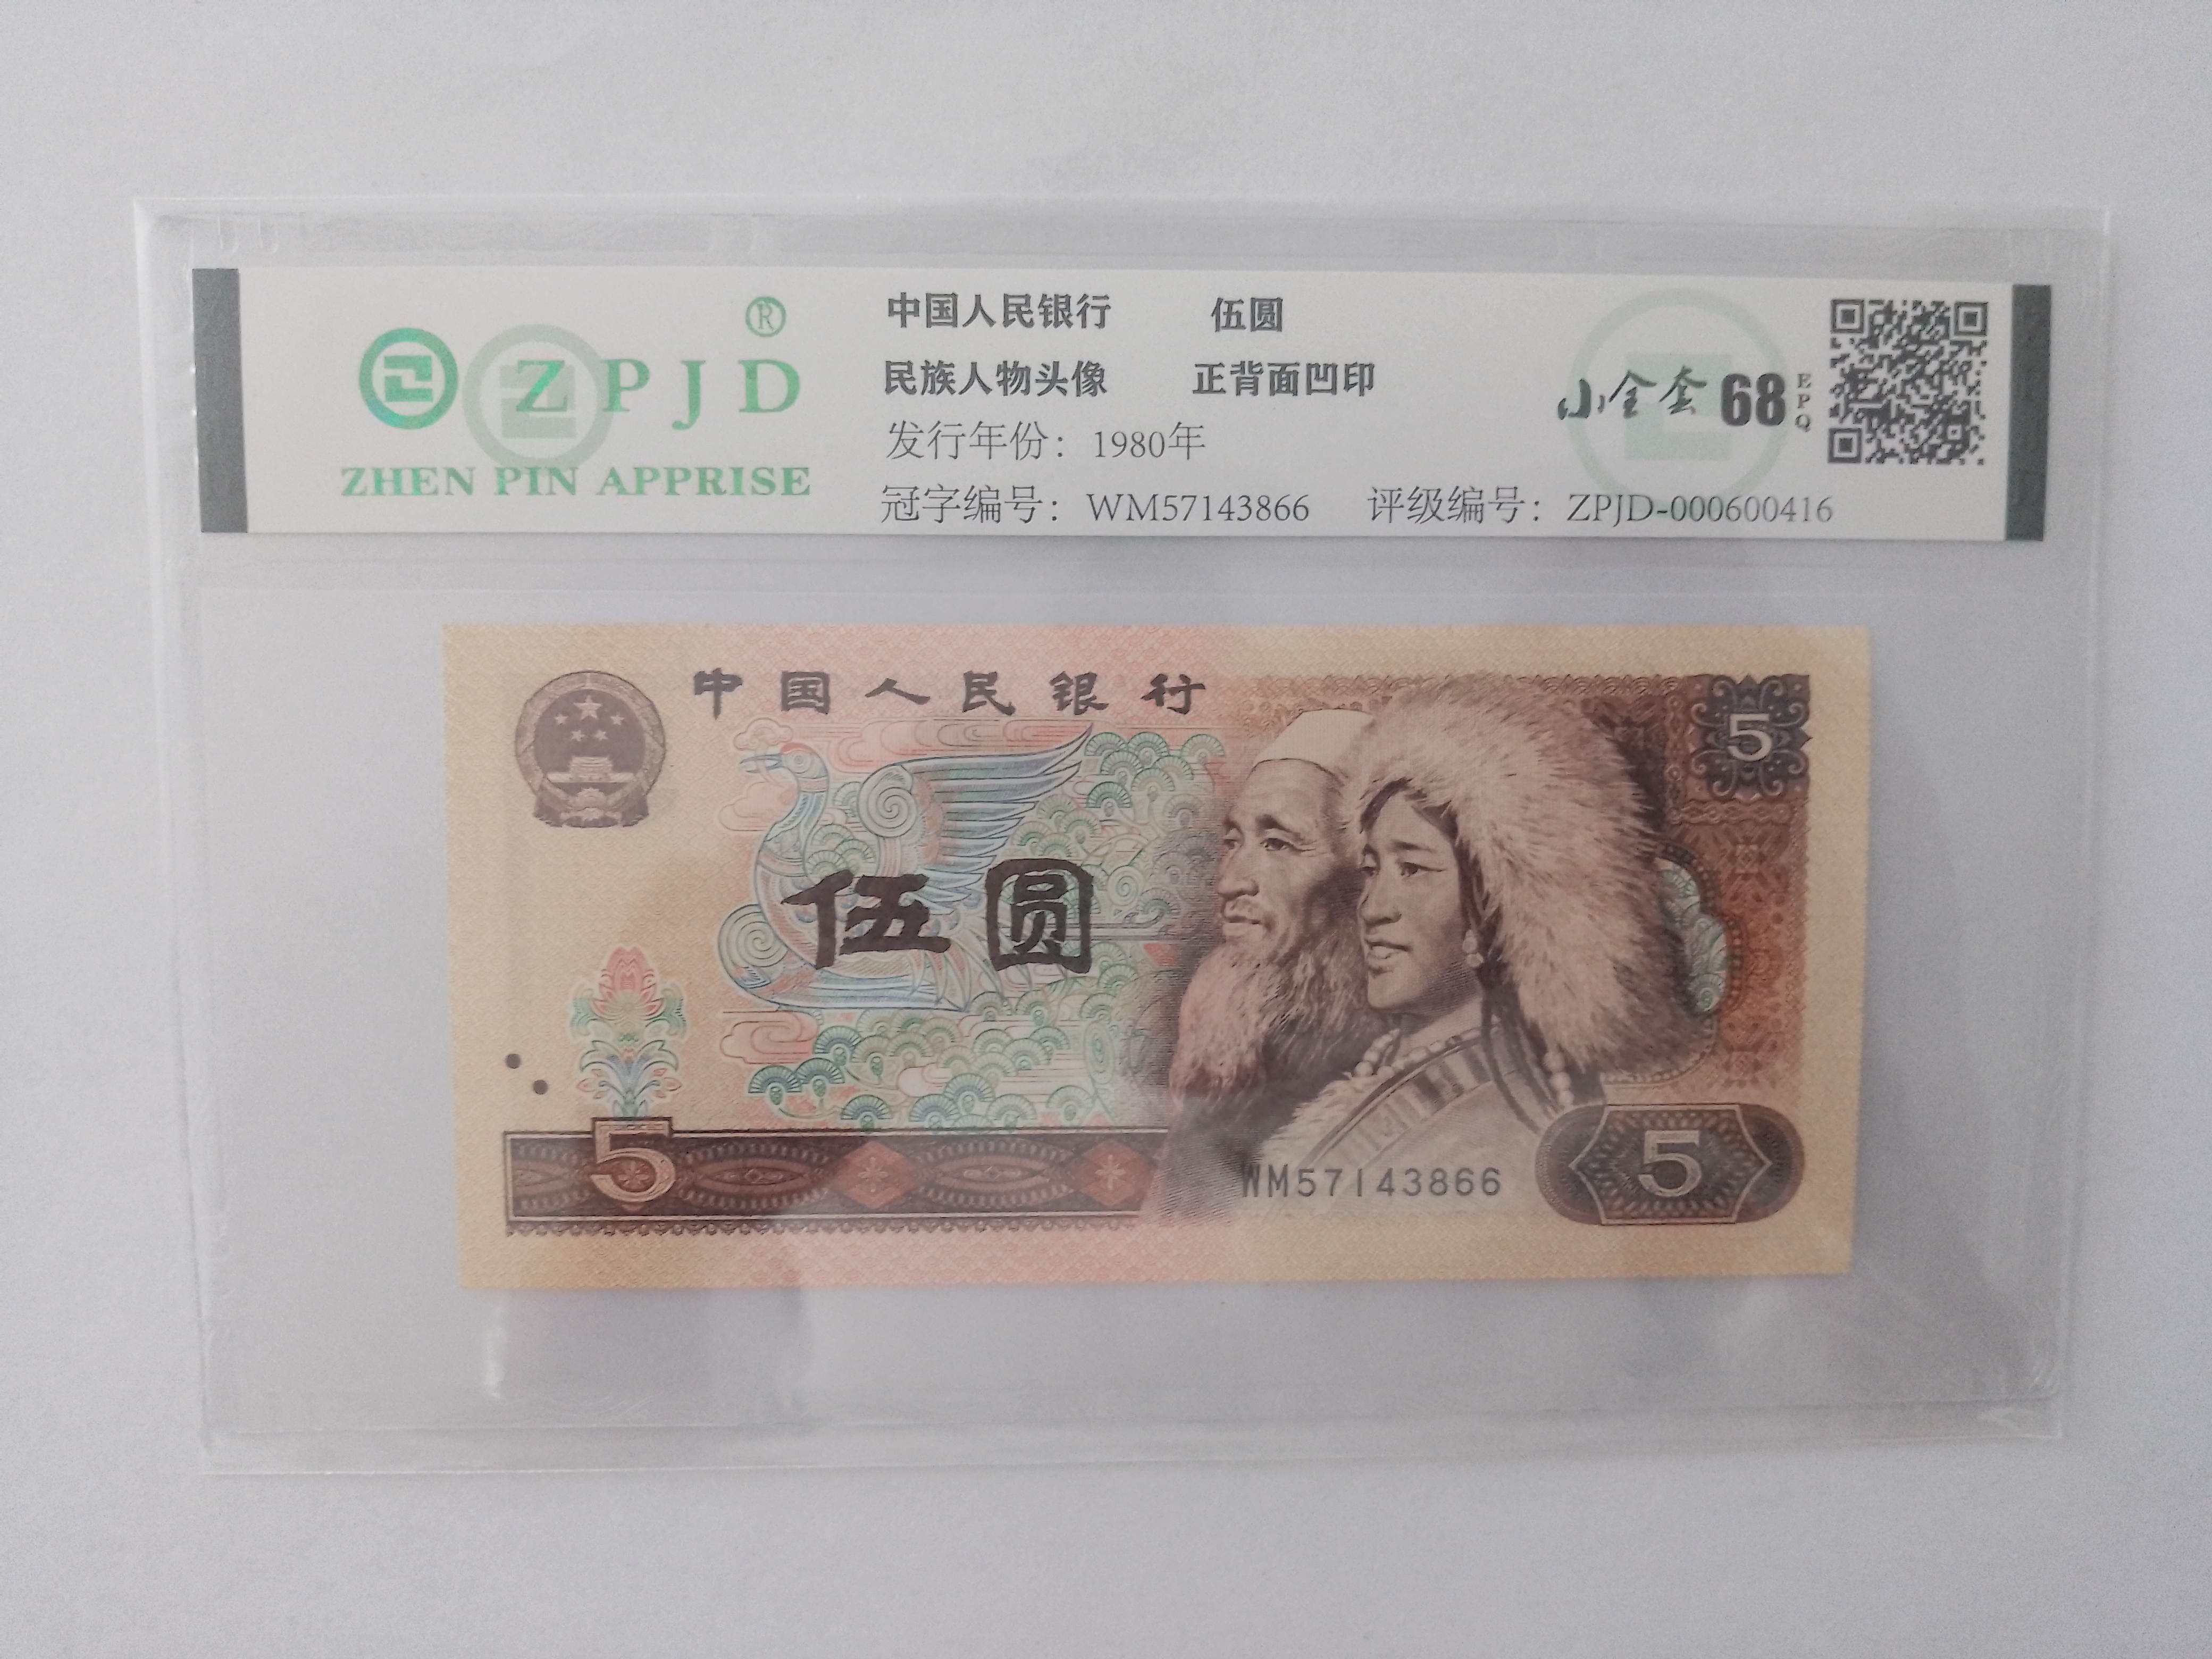 ® ZPJD
ZHEN PIN APPRISE
中国人民银行 伍圆
民族人物头像 正背面凹印
发行年份：1980年
冠字编号：WM57143866 评级编号：ZPJD-000600416
小全套 68 EPQ
中国人民银行
5
伍圆
5
WM57143866
5